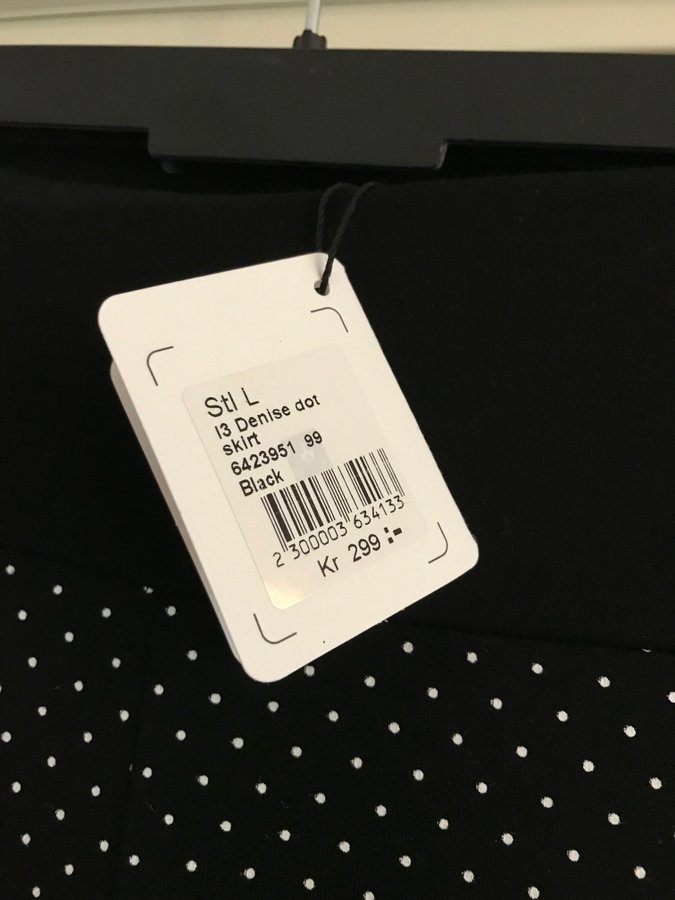 Stl L
I3 Denise dot
skirt
6423951 99
Black
2 300003 634133
Kr 299 :-